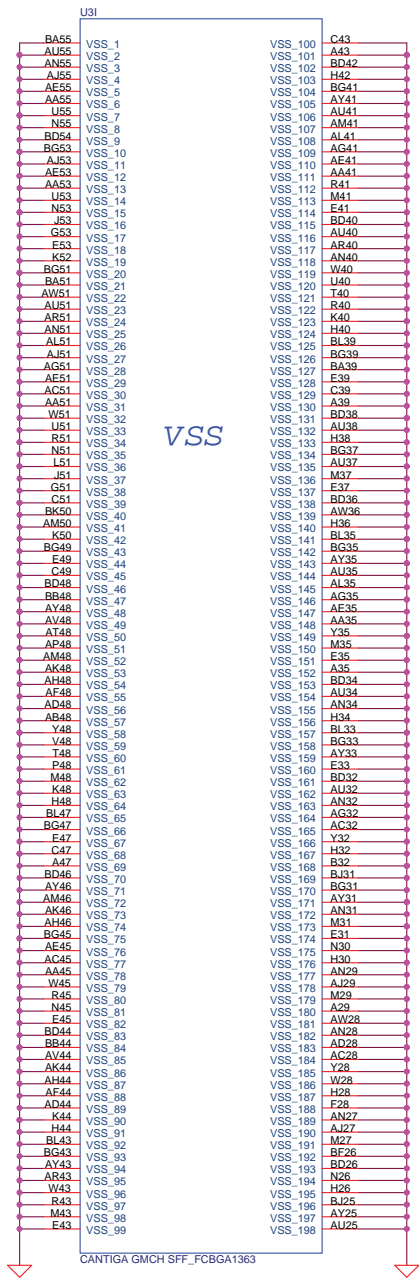 U3I
BA55 VSS_1 VSS_100 C43
AU55 VSS_2 VSS_101 A43
AN55 VSS_3 VSS_102 BD42
AJ55 VSS_4 VSS_103 H42
AE55 VSS_5 VSS_104 BG41
AA55 VSS_6 VSS_105 AY41
U55 VSS_7 VSS_106 AU41
N55 VSS_8 VSS_107 AM41
BD54 VSS_9 VSS_108 AL41
BG53 VSS_10 VSS_109 AG41
AJ53 VSS_11 VSS_110 AE41
AE53 VSS_12 VSS_111 AA41
AA53 VSS_13 VSS_112 R41
U53 VSS_14 VSS_113 M41
N53 VSS_15 VSS_114 E41
J53 VSS_16 VSS_115 BD40
G53 VSS_17 VSS_116 AU40
E53 VSS_18 VSS_117 AR40
K52 VSS_19 VSS_118 AN40
BG51 VSS_20 VSS_119 W40
BA51 VSS_21 VSS_120 U40
AW51 VSS_22 VSS_121 T40
AU51 VSS_23 VSS_122 R40
AR51 VSS_24 VSS_123 K40
AN51 VSS_25 VSS_124 H40
AL51 VSS_26 VSS_125 BL39
AJ51 VSS_27 VSS_126 BG39
AG51 VSS_28 VSS_127 BA39
AE51 VSS_29 VSS_128 E39
AC51 VSS_30 VSS_129 C39
AA51 VSS_31 VSS_130 A39
W51 VSS_32 VSS_131 BD38
U51 VSS_33 VSS_132 AU38
VSS
R51 VSS_34 VSS_133 H38
N51 VSS_35 VSS_134 BG37
L51 VSS_36 VSS_135 AU37
J51 VSS_37 VSS_136 M37
G51 VSS_38 VSS_137 E37
C51 VSS_39 VSS_138 BD36
BK50 VSS_40 VSS_139 AW36
AM50 VSS_41 VSS_140 H36
K50 VSS_42 VSS_141 BL35
BG49 VSS_43 VSS_142 BG35
E49 VSS_44 VSS_143 AY35
C49 VSS_45 VSS_144 AU35
BD48 VSS_46 VSS_145 AL35
BB48 VSS_47 VSS_146 AG35
AY48 VSS_48 VSS_147 AE35
AV48 VSS_49 VSS_148 AA35
AT48 VSS_50 VSS_149 Y35
AP48 VSS_51 VSS_150 M35
AM48 VSS_52 VSS_151 E35
AK48 VSS_53 VSS_152 A35
AH48 VSS_54 VSS_153 BD34
AF48 VSS_55 VSS_154 AU34
AD48 VSS_56 VSS_155 AN34
AB48 VSS_57 VSS_156 H34
Y48 VSS_58 VSS_157 BL33
V48 VSS_59 VSS_158 BG33
T48 VSS_60 VSS_159 AY33
P48 VSS_61 VSS_160 E33
M48 VSS_62 VSS_161 BD32
K48 VSS_63 VSS_162 AU32
H48 VSS_64 VSS_163 AN32
BL47 VSS_65 VSS_164 AG32
BG47 VSS_66 VSS_165 AC32
E47 VSS_67 VSS_166 Y32
C47 VSS_68 VSS_167 H32
A47 VSS_69 VSS_168 B32
BD46 VSS_70 VSS_169 BJ31
AY46 VSS_71 VSS_170 BG31
AM46 VSS_72 VSS_171 AY31
AK46 VSS_73 VSS_172 AN31
AH46 VSS_74 VSS_173 M31
BG45 VSS_75 VSS_174 E31
AE45 VSS_76 VSS_175 N30
AC45 VSS_77 VSS_176 H30
AA45 VSS_78 VSS_177 AN29
W45 VSS_79 VSS_178 AJ29
R45 VSS_80 VSS_179 M29
N45 VSS_81 VSS_180 A29
E45 VSS_82 VSS_181 AW28
BD44 VSS_83 VSS_182 AN28
BB44 VSS_84 VSS_183 AD28
AV44 VSS_85 VSS_184 AC28
AK44 VSS_86 VSS_185 Y28
AH44 VSS_87 VSS_186 W28
AF44 VSS_88 VSS_187 H28
AD44 VSS_89 VSS_188 F28
K44 VSS_90 VSS_189 AN27
H44 VSS_91 VSS_190 AJ27
BL43 VSS_92 VSS_191 M27
BG43 VSS_93 VSS_192 BF26
AY43 VSS_94 VSS_193 BD26
AR43 VSS_95 VSS_194 N26
W43 VSS_96 VSS_195 H26
R43 VSS_97 VSS_196 BJ25
M43 VSS_98 VSS_197 AY25
E43 VSS_99 VSS_198 AU25
CANTIGA GMCH SFF_FCBGA1363